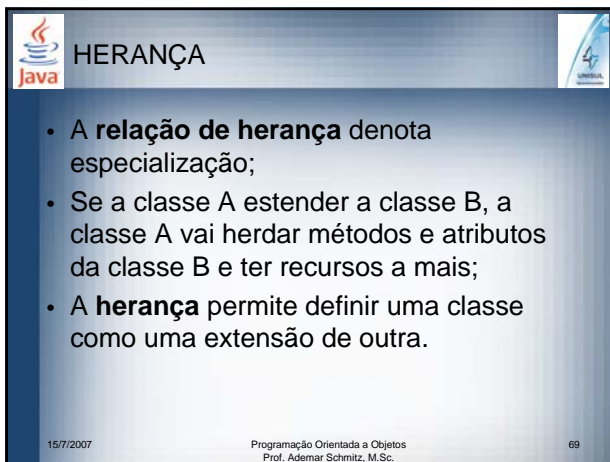 Java
HERANÇA
UNISUL
• A relação de herança denota
especialização;
• Se a classe A estender a classe B, a
classe A vai herdar métodos e atributos
da classe B e ter recursos a mais;
• A herança permite definir uma classe
como uma extensão de outra.
15/7/2007
Programação Orientada a Objetos
Prof. Ademar Schmitz, M.Sc.
69